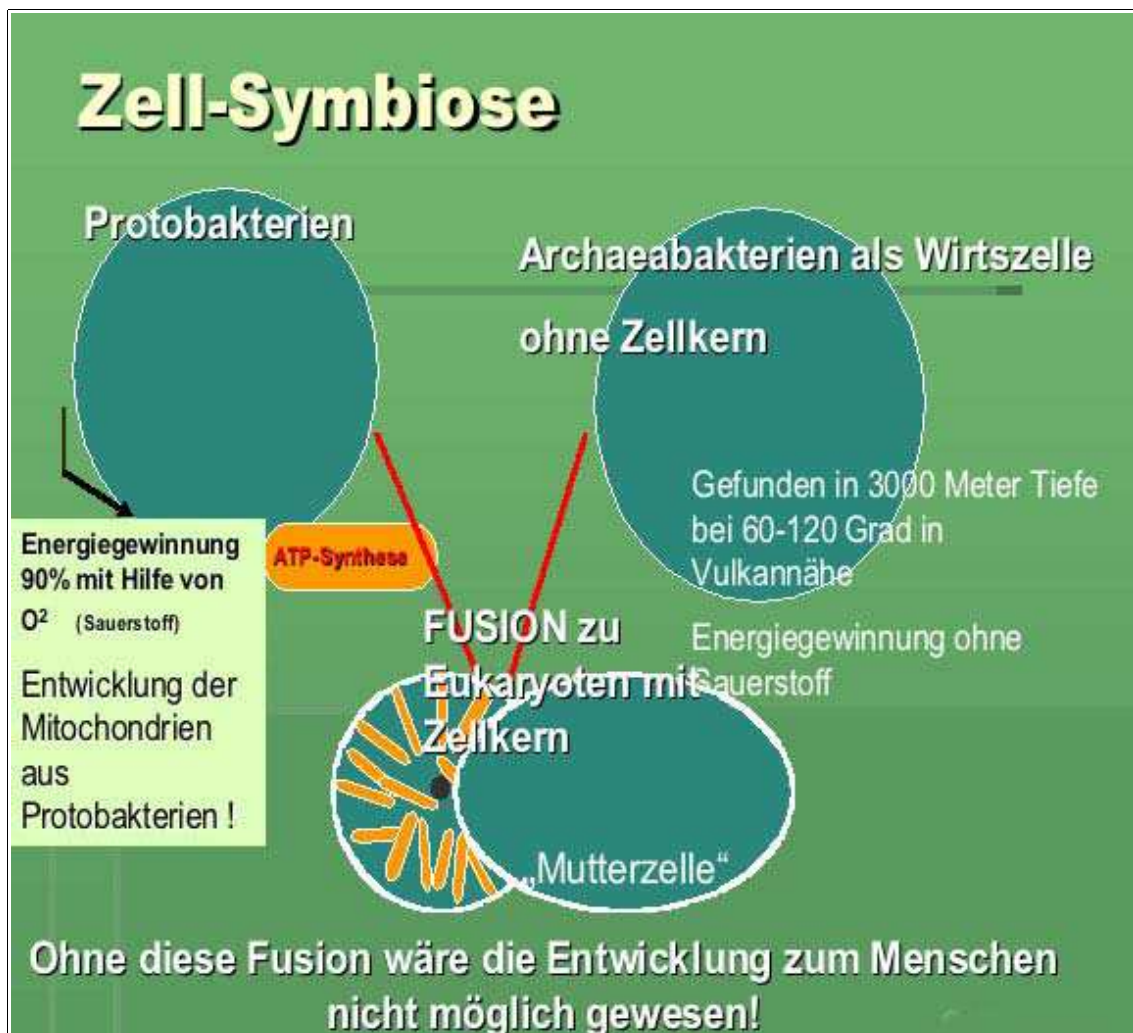 Zell-Symbiose
Protobakterien
Archaeabakterien als Wirtszelle
ohne Zellkern
Gefunden in 3000 Meter Tiefe
bei 60-120 Grad in
Vulkannähe
Energiegewinnung ohne
Sauerstoff
Energiegewinnung
90% mit Hilfe von
O² (Sauerstoff)
Entwicklung der
Mitochondrien
aus
Protobakterien !
ATP-Synthese
FUSION zu
Eukaryoten mit
Zellkern
„Mutterzelle“
Ohne diese Fusion wäre die Entwicklung zum Menschen
nicht möglich gewesen!